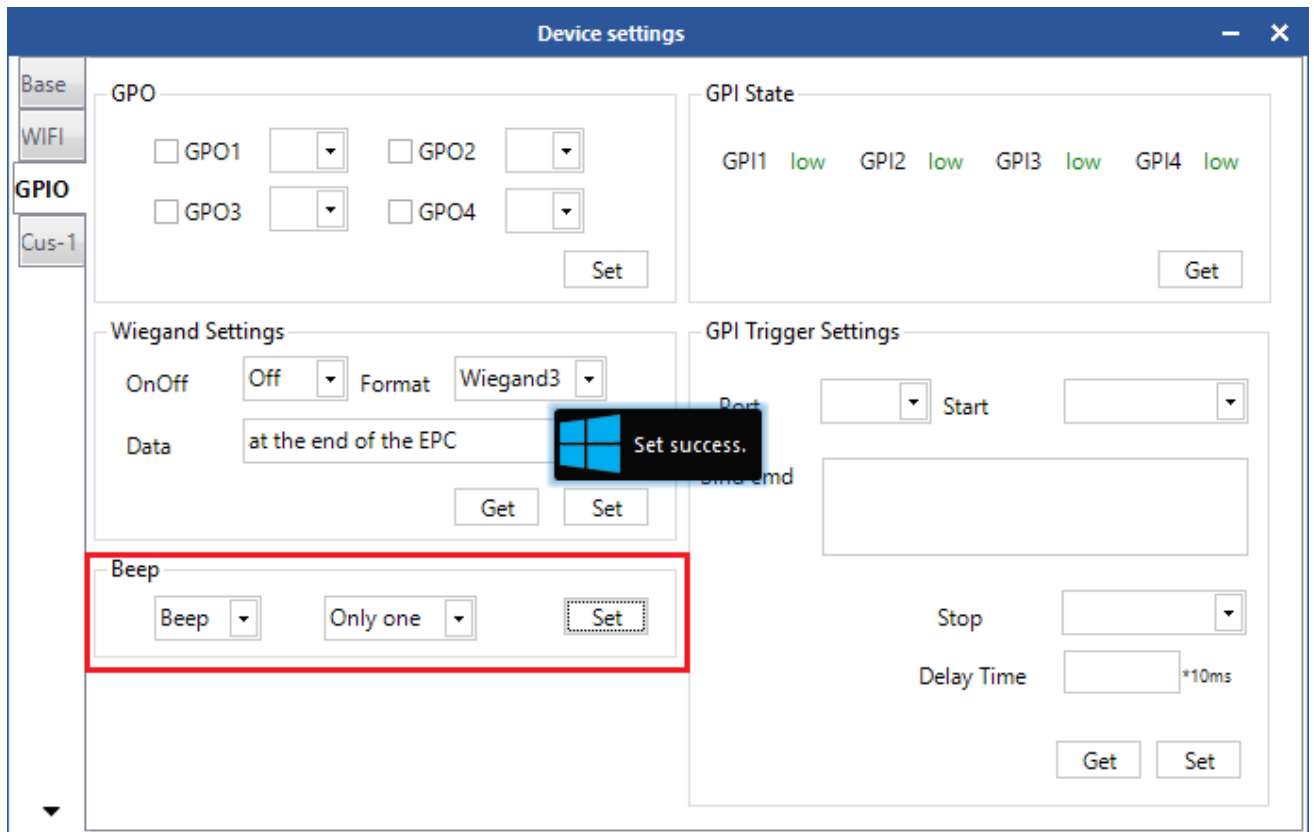 Device settings
Base
WIFI
GPIO
Cus-1
GPO
GPO1
GPO2
GPO3
GPO4
Set
GPI State
GPI1 low GPI2 low GPI3 low GPI4 low
Get
Wiegand Settings
OnOff Off Format Wiegand3
Data at the end of the EPC
Get Set
Set success.
Beep
Beep Only one Set
GPI Trigger Settings
Port Start
cmd
Stop
Delay Time *10ms
Get Set